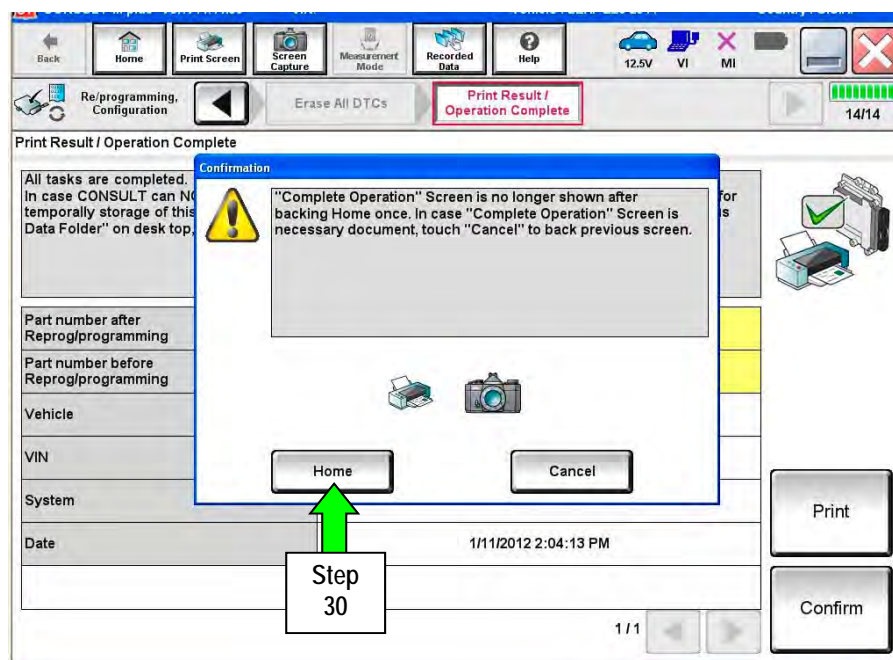 Back
Home
Print Screen
Screen
Capture
Measurement
Mode
Recorded
Data
Help
12.5V
VI
MI
Re/programming,
Configuration
Erase All DTCs
Print Result /
Operation Complete
14/14
Print Result / Operation Complete
All tasks are completed.
In case CONSULT can
for
temporally storage of this
Data Folder" on desk top,
Confirmation
"Complete Operation" Screen is no longer shown after
backing Home once. In case "Complete Operation" Screen is
necessary document, touch "Cancel" to back previous screen.
Part number after
Reprog/programming
Part number before
Reprog/programming
Vehicle
VIN
System
Date
1/11/2012 2:04:13 PM
Home
Cancel
Step
30
Print
Confirm
1/1